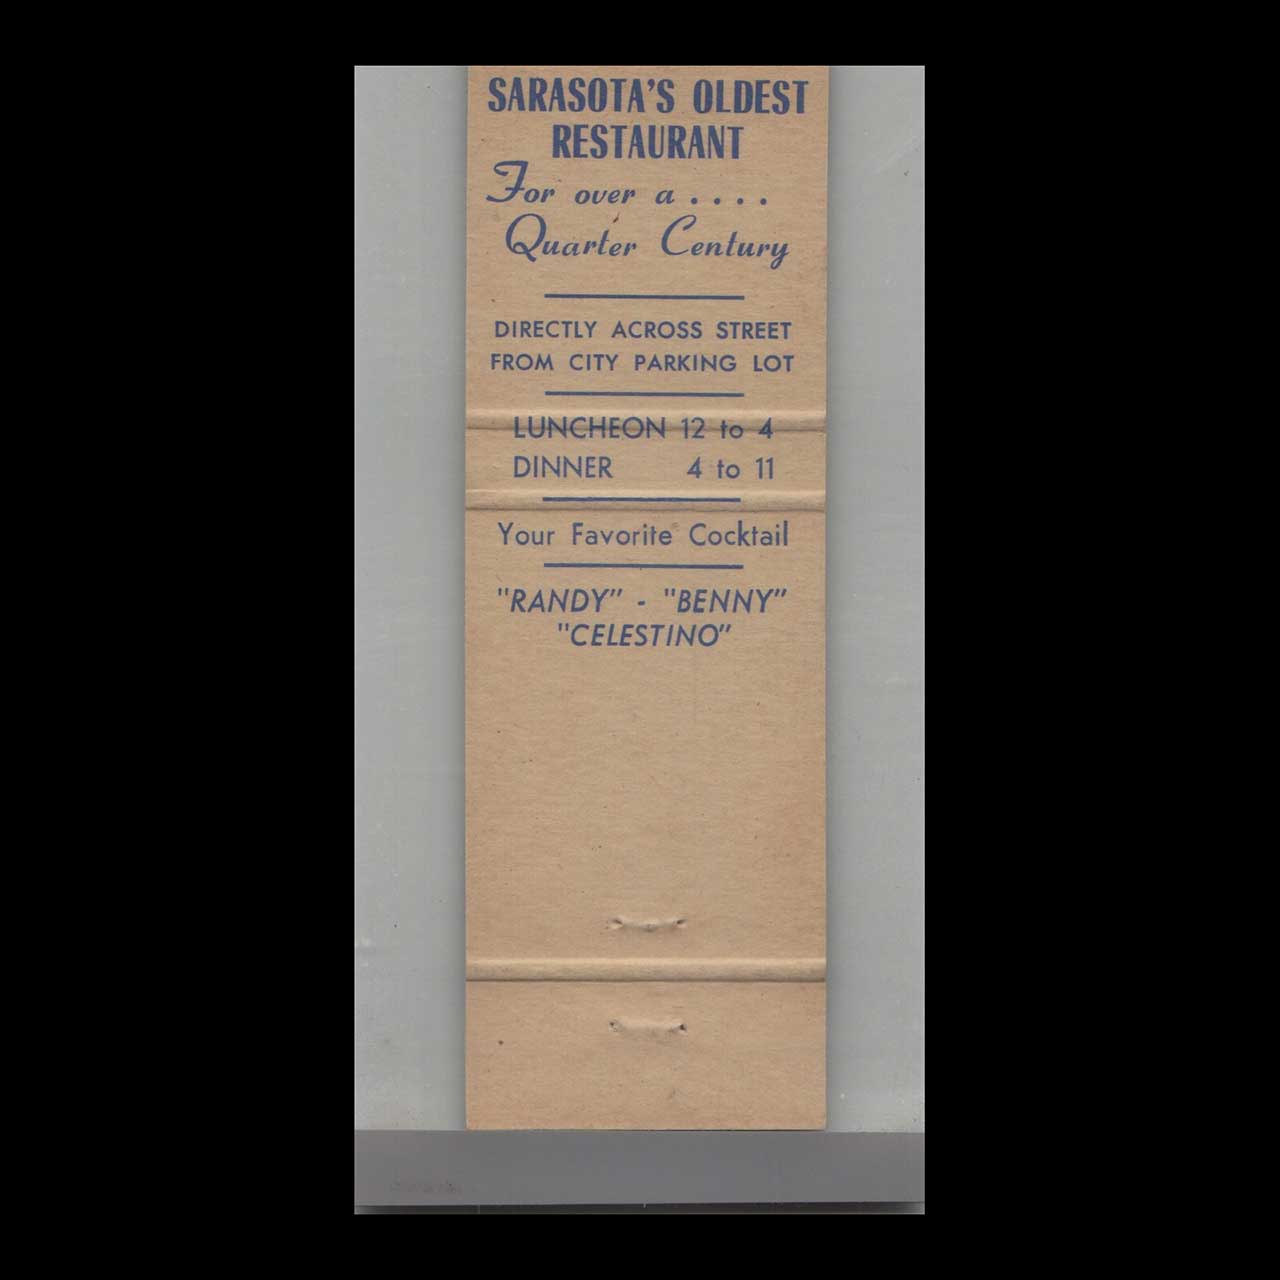 SARASOTA'S OLDEST
RESTAURANT
For over a . . . .
Quarter Century
DIRECTLY ACROSS STREET
FROM CITY PARKING LOT
LUNCHEON 12 to 4
DINNER 4 to 11
Your Favorite Cocktail
"RANDY" - "BENNY"
"CELESTINO"